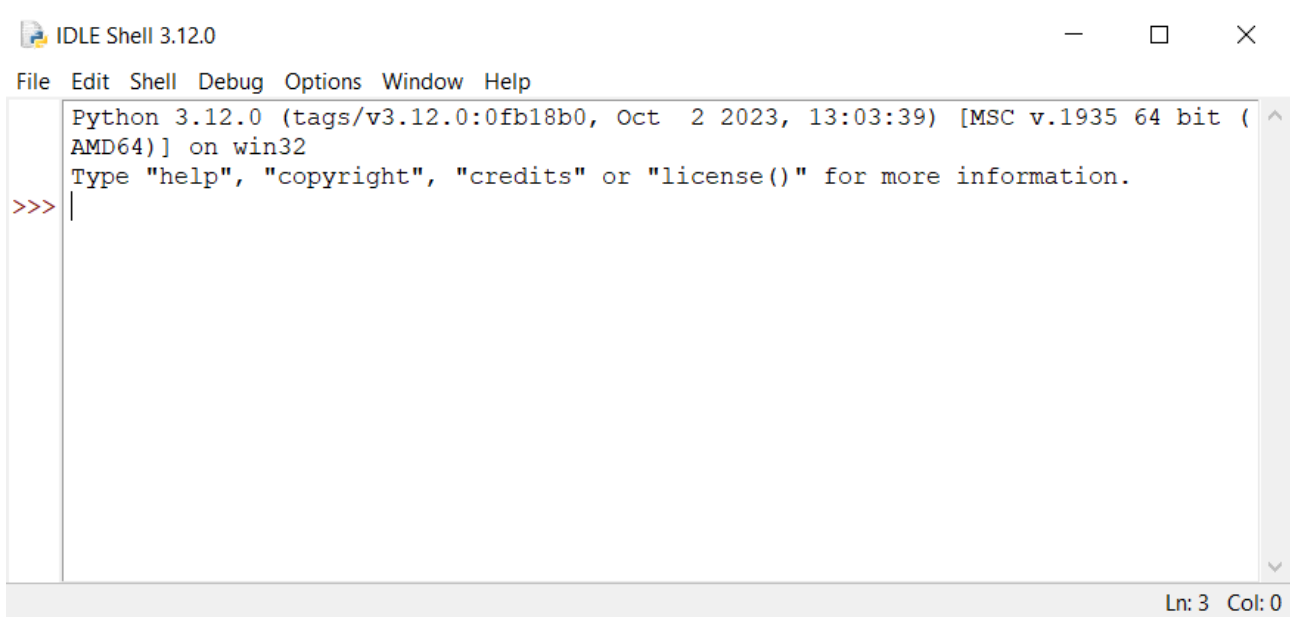 IDLE Shell 3.12.0
File Edit Shell Debug Options Window Help
Python 3.12.0 (tags/v3.12.0:0fb18b0, Oct  2 2023, 13:03:39) [MSC v.1935 64 bit (
AMD64)] on win32
Type "help", "copyright", "credits" or "license()" for more information.
>>>
Ln: 3 Col: 0